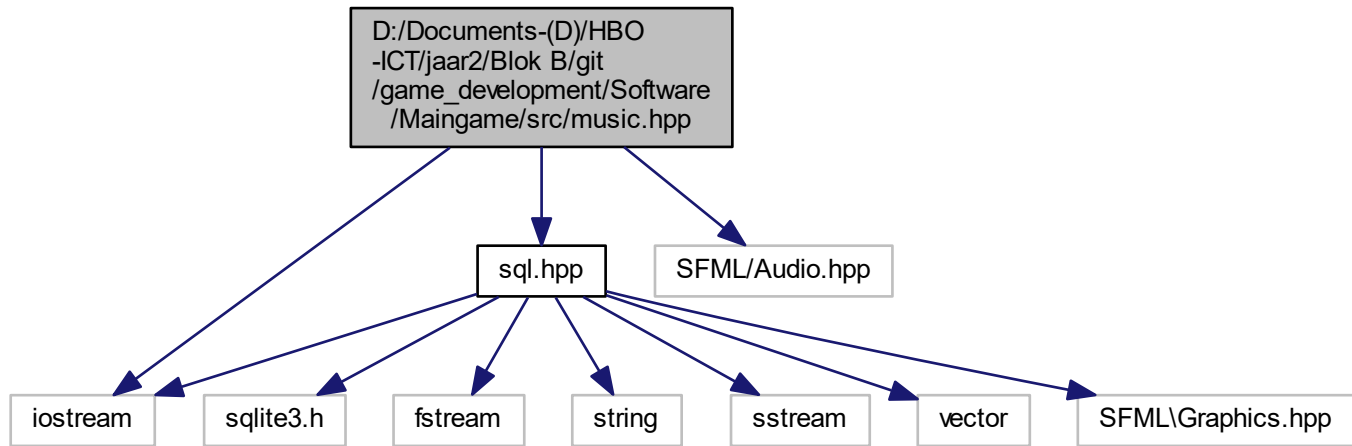 D:/Documents-(D)/HBO
-ICT/jaar2/Blok B/git
/game_development/Software
/Maingame/src/music.hpp
sql.hpp
SFML/Audio.hpp
iostream
sqlite3.h
fstream
string
sstream
vector
SFML\Graphics.hpp